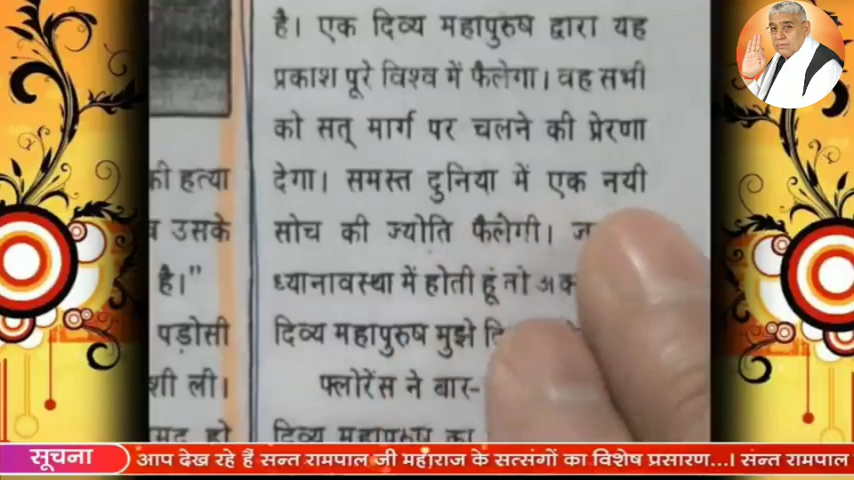 है। एक दिव्य महापुरुष द्वारा यह
प्रकाश पूरे विश्व में फैलेगा। वह सभी
को सत् मार्ग पर चलने की प्रेरणा
देगा। समस्त दुनिया में एक नयी
सोच की ज्योति फैलेगी।
ध्यानावस्था में होती हूं तो
दिव्य महापुरुष मुझे
फ्लोरेंस ने बार-
दिव्य महापुरुष का
की हत्या
उसके
है।"
पड़ोसी
ली।
हो
सूचना
आप देख रहे हैं सन्त रामपाल जी महाराज के सत्संगों का विशेष प्रसारण...। सन्त रामपाल